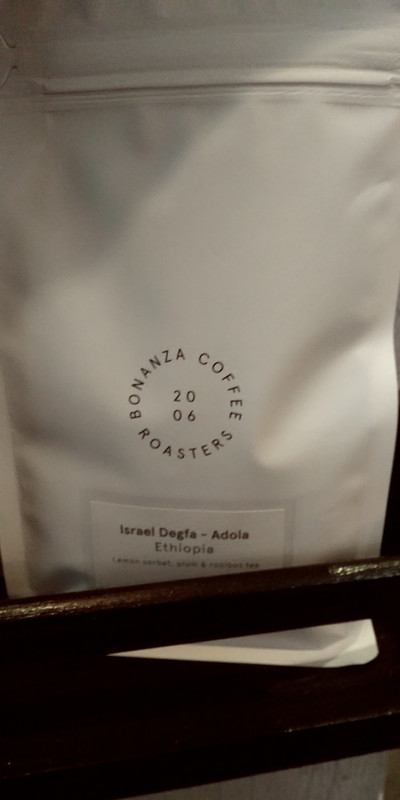 BONANZA COFFEE ROASTERS
20
06
Israel Degfa - Adola
Ethiopia
Lemon sorbet, plum & rooibos tea